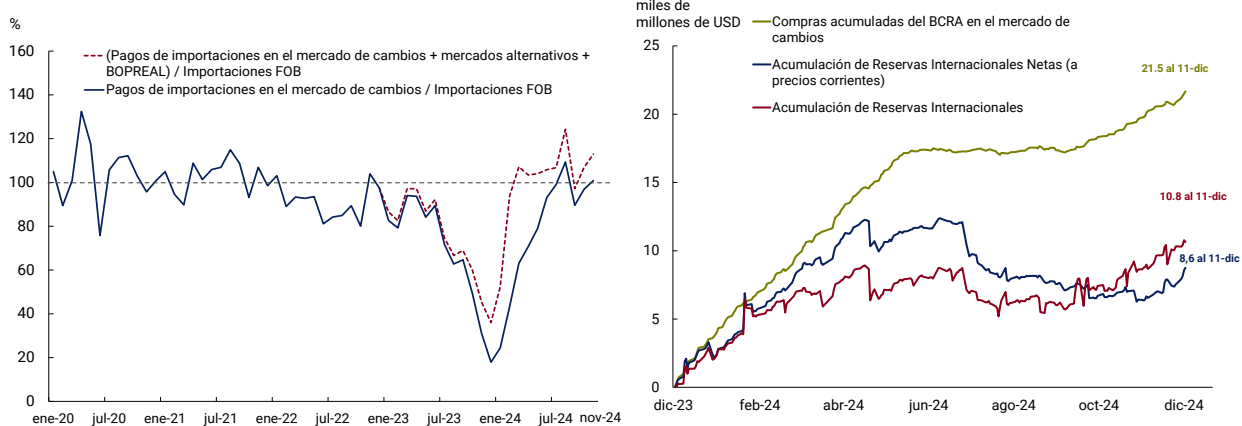 %
160
140
120
100
80
60
40
20
0
(Pagos de importaciones en el mercado de cambios + mercados alternativos +
BOPREAL) / Importaciones FOB
Pagos de importaciones en el mercado de cambios / Importaciones FOB
ene-20
jul-20
ene-21
jul-21
ene-22
jul-22
ene-23
jul-23
ene-24
jul-24
nov-24
miles de
millones de USD
Compras acumuladas del BCRA en el mercado de
cambios
Acumulación de Reservas Internacionales Netas (a
precios corrientes)
Acumulación de Reservas Internacionales
25
20
15
10
5
0
21.5 al 11-dic
10.8 al 11-dic
8,6 al 11-dic
dic-23
feb-24
abr-24
jun-24
ago-24
oct-24
dic-24